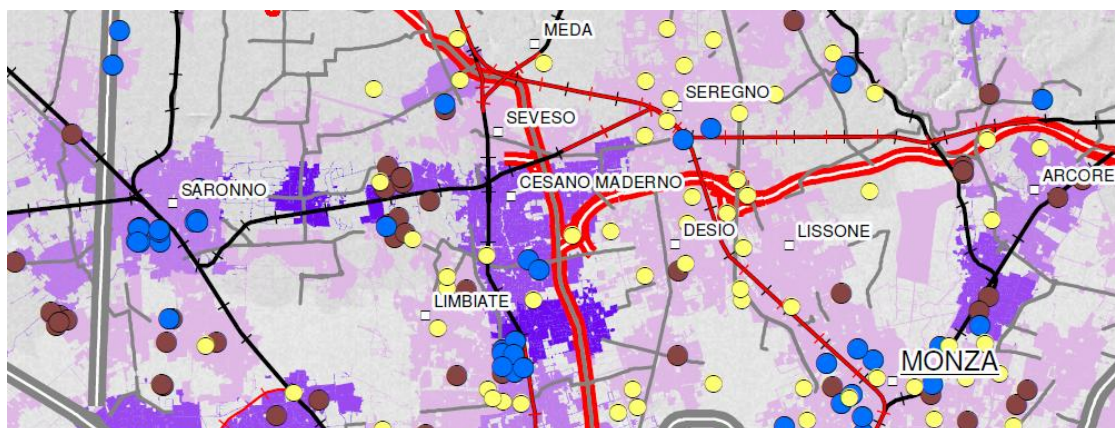 MEDA
SEREGNO
SEVESO
ARCORE
SARONNO
CESANO MADERNO
DESIO
LISSONE
LIMBIATE
MONZA